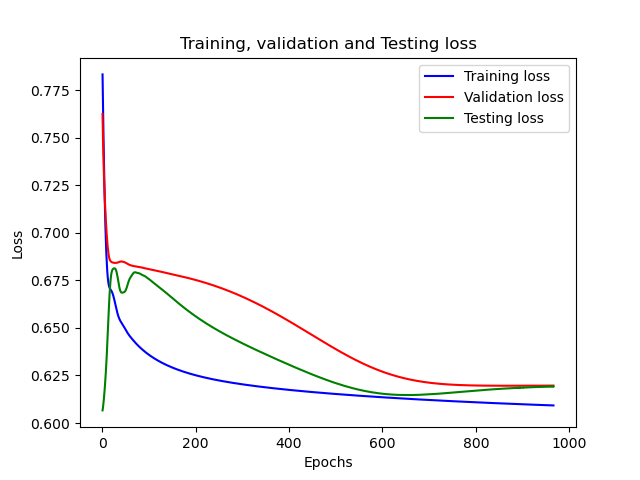 Training, validation and Testing loss
Training loss
Validation loss
Testing loss
Loss
0.775
0.750
0.725
0.700
0.675
0.650
0.625
0.600
0 200 400 600 800 1000
Epochs